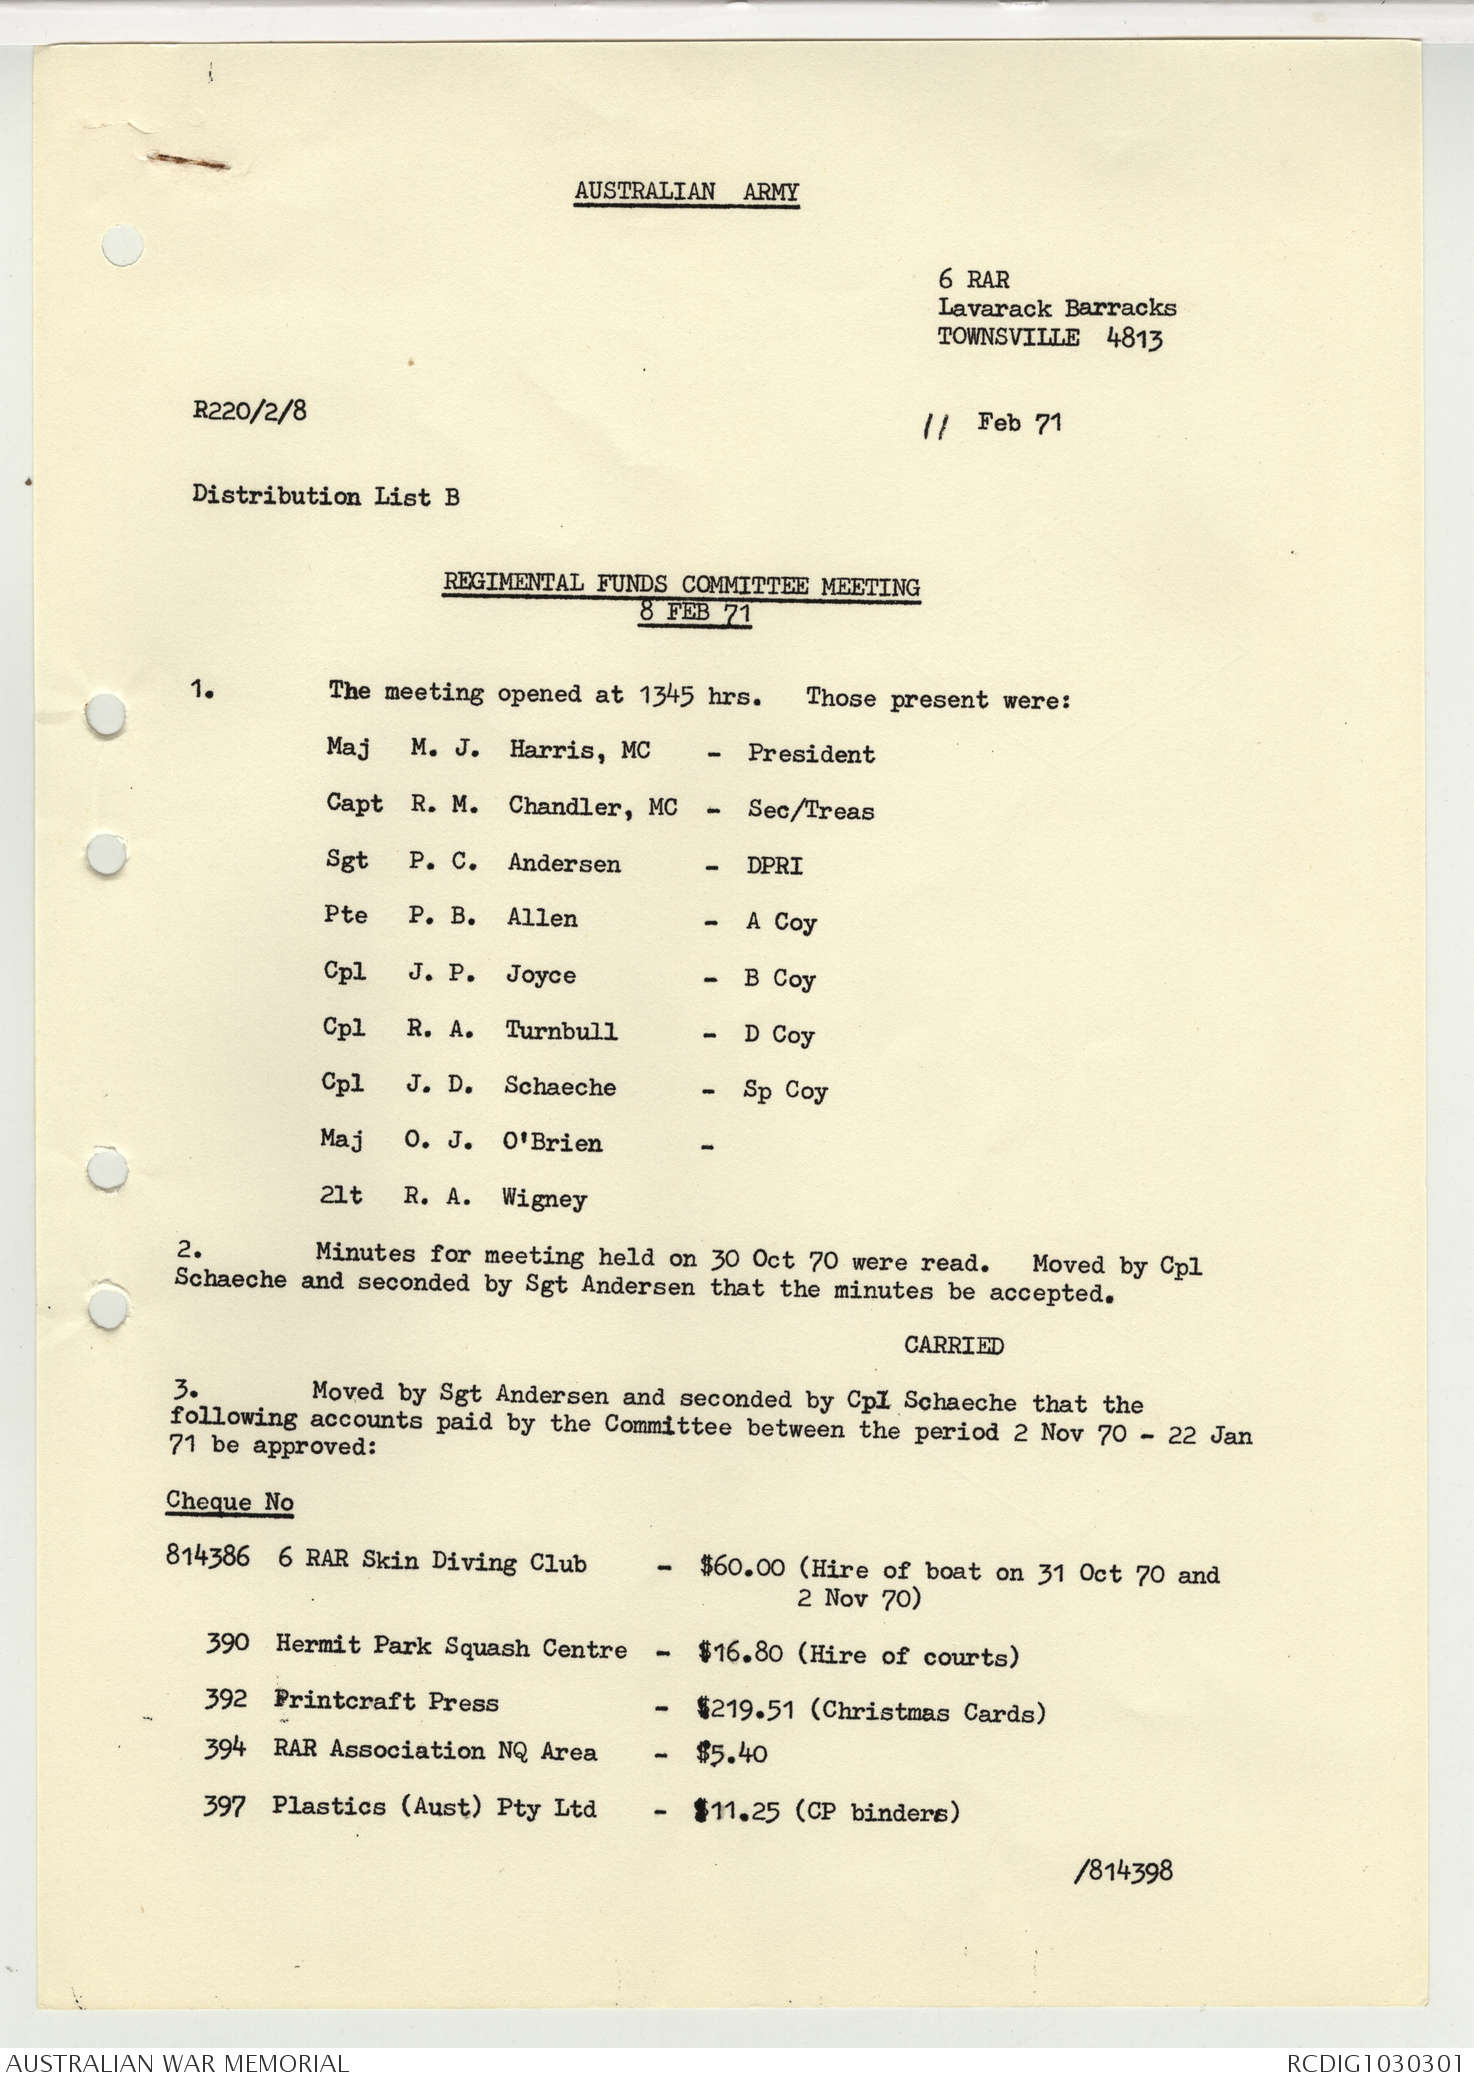 AUSTRALIAN ARMY
6 RAR
Lavarack Barracks
TOWNSVILLE 4813
R220/2/8
11 Feb 71
Distribution List B
REGIMENTAL FUNDS COMMITTEE MEETING
8 FEB 71
1. The meeting opened at 1345 hrs. Those present were:
Maj M. J. Harris, MC - President
Capt R. M. Chandler, MC - Sec/Treas
Sgt P. C. Andersen - DPRI
Pte P. B. Allen - A Coy
Cpl J. P. Joyce - B Coy
Cpl R. A. Turnbull - D Coy
Cpl J. D. Schaeche - Sp Coy
Maj O. J. O'Brien -
2lt R. A. Wigney
2. Minutes for meeting held on 30 Oct 70 were read. Moved by Cpl
Schaeche and seconded by Sgt Andersen that the minutes be accepted.
CARRIED
3. Moved by Sgt Andersen and seconded by Cpl Schaeche that the
following accounts paid by the Committee between the period 2 Nov 70 - 22 Jan
71 be approved:
Cheque No
814386 6 RAR Skin Diving Club - $60.00 (Hire of boat on 31 Oct 70 and
2 Nov 70)
390 Hermit Park Squash Centre - $16.80 (Hire of courts)
392 Printcraft Press - $219.51 (Christmas Cards)
394 RAR Association NQ Area - $5.40
397 Plastics (Aust) Pty Ltd - $11.25 (CP binders)
/814398
AUSTRALIAN WAR MEMORIAL
RCDIG1030301